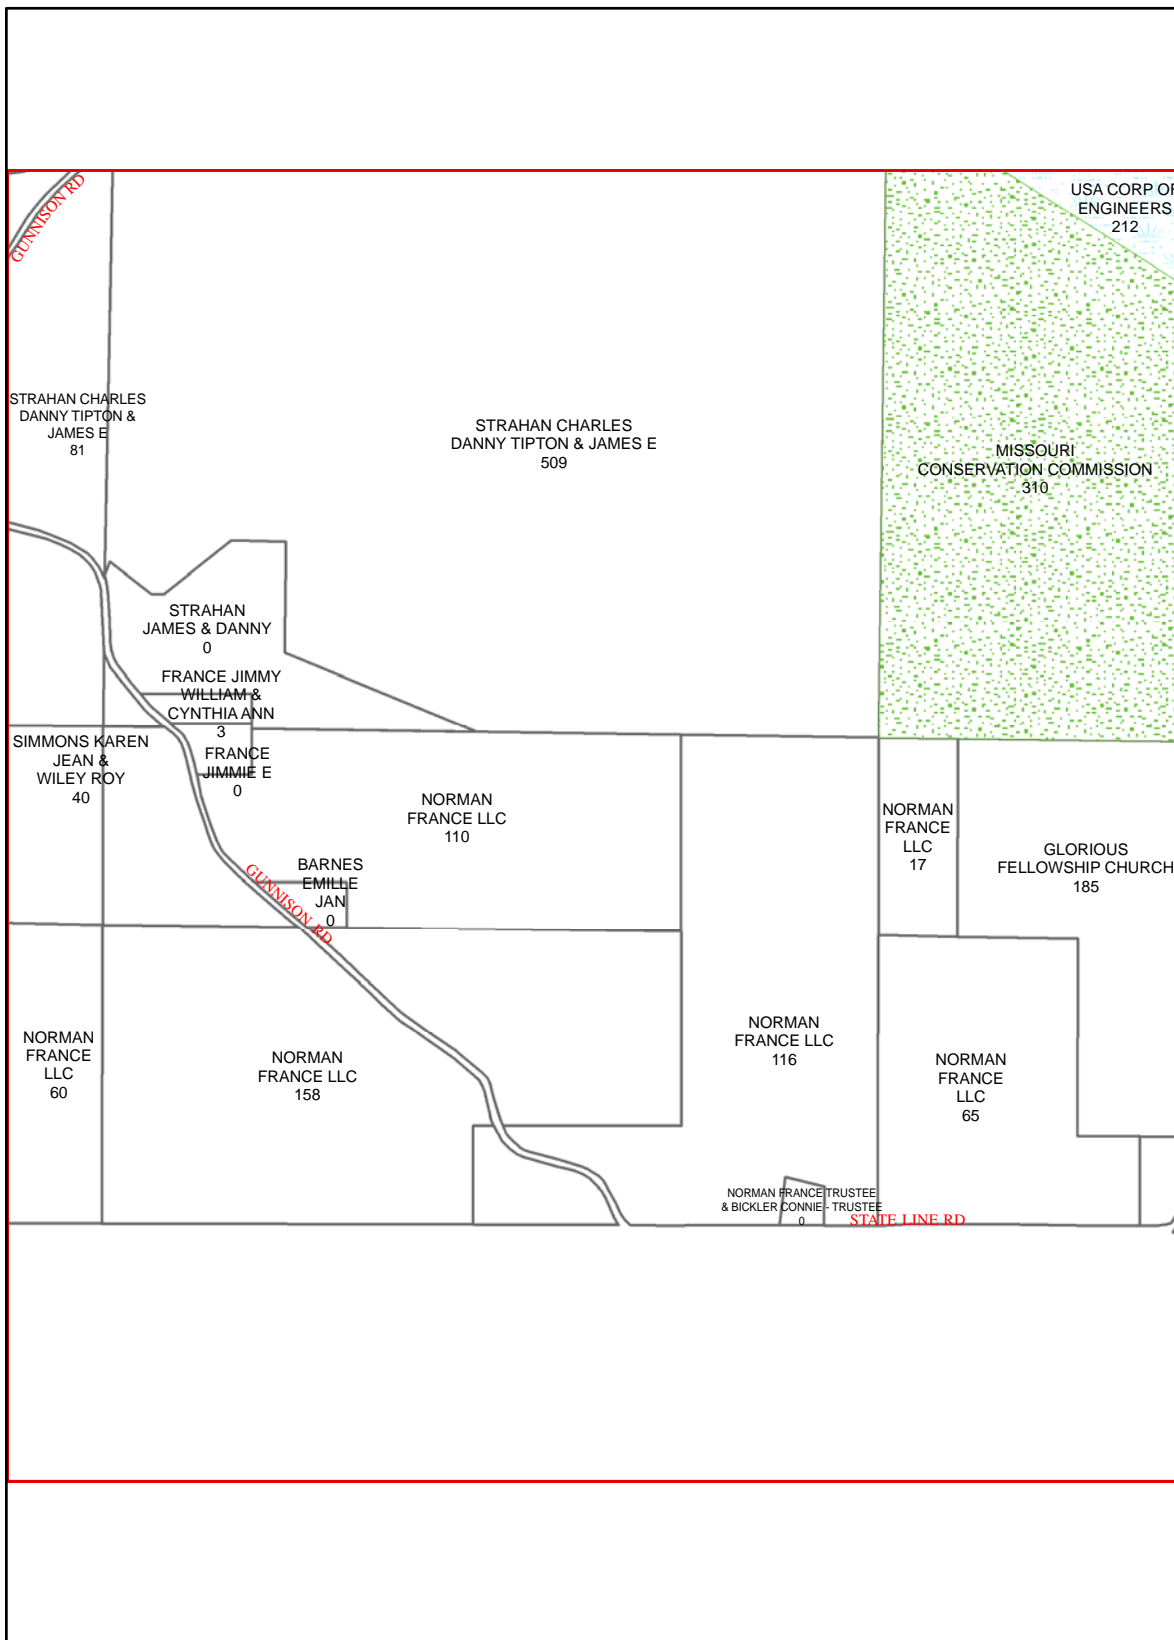 GUNNISON RD
USA CORP OF
ENGINEERS
212
STRAHAN CHARLES
DANNY TIPTON &
JAMES E
81
STRAHAN CHARLES
DANNY TIPTON & JAMES E
509
MISSOURI
CONSERVATION COMMISSION
310
STRAHAN
JAMES & DANNY
0
FRANCE JIMMY
WILLIAM &
CYNTHIA ANN
3
FRANCE
JIMMIE E
0
SIMMONS KAREN
JEAN &
WILEY ROY
40
NORMAN
FRANCE LLC
110
NORMAN
FRANCE
LLC
17
GLORIOUS
FELLOWSHIP CHURCH
185
BARNES
EMILLE
JAN
0
GUNNISON RD
NORMAN
FRANCE
LLC
60
NORMAN
FRANCE LLC
158
NORMAN
FRANCE LLC
116
NORMAN
FRANCE
LLC
65
NORMAN FRANCE TRUSTEE
& BICKLER CONNIE - TRUSTEE
0
STATE LINE RD